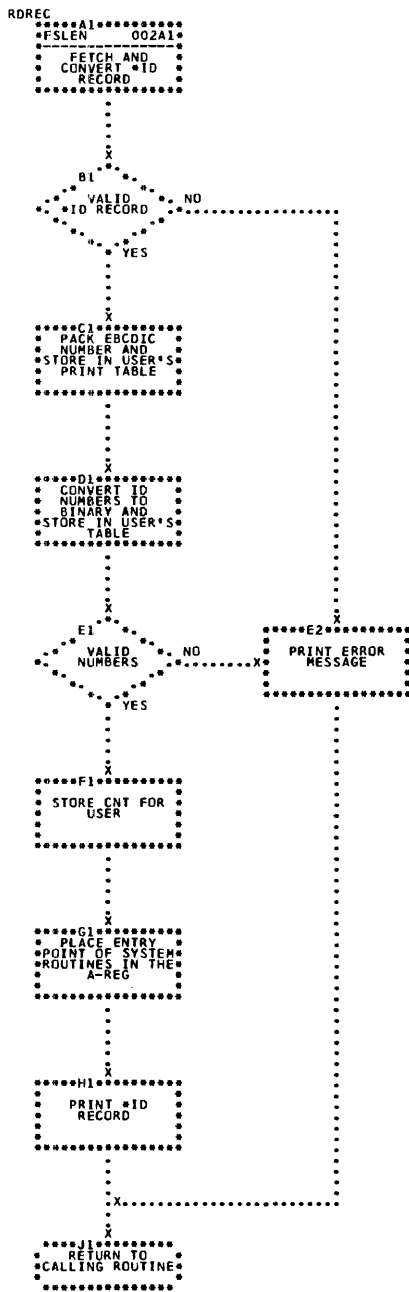 RDREC
A1
FSLEN 002A1
FETCH AND
CONVERT *ID
RECORD
B1
VALID
*ID RECORD
NO
YES
C1
PACK EBCDIC
NUMBER AND
STORE IN USER'S
PRINT TABLE
D1
CONVERT ID
NUMBERS TO
BINARY AND
STORE IN USER'S
TABLE
E1
VALID
NUMBERS
NO
YES
E2
PRINT ERROR
MESSAGE
F1
STORE CNT FOR
USER
G1
PLACE ENTRY
POINT OF SYSTEM
ROUTINES IN THE
A-REG
H1
PRINT *ID
RECORD
J1
RETURN TO
CALLING ROUTINE